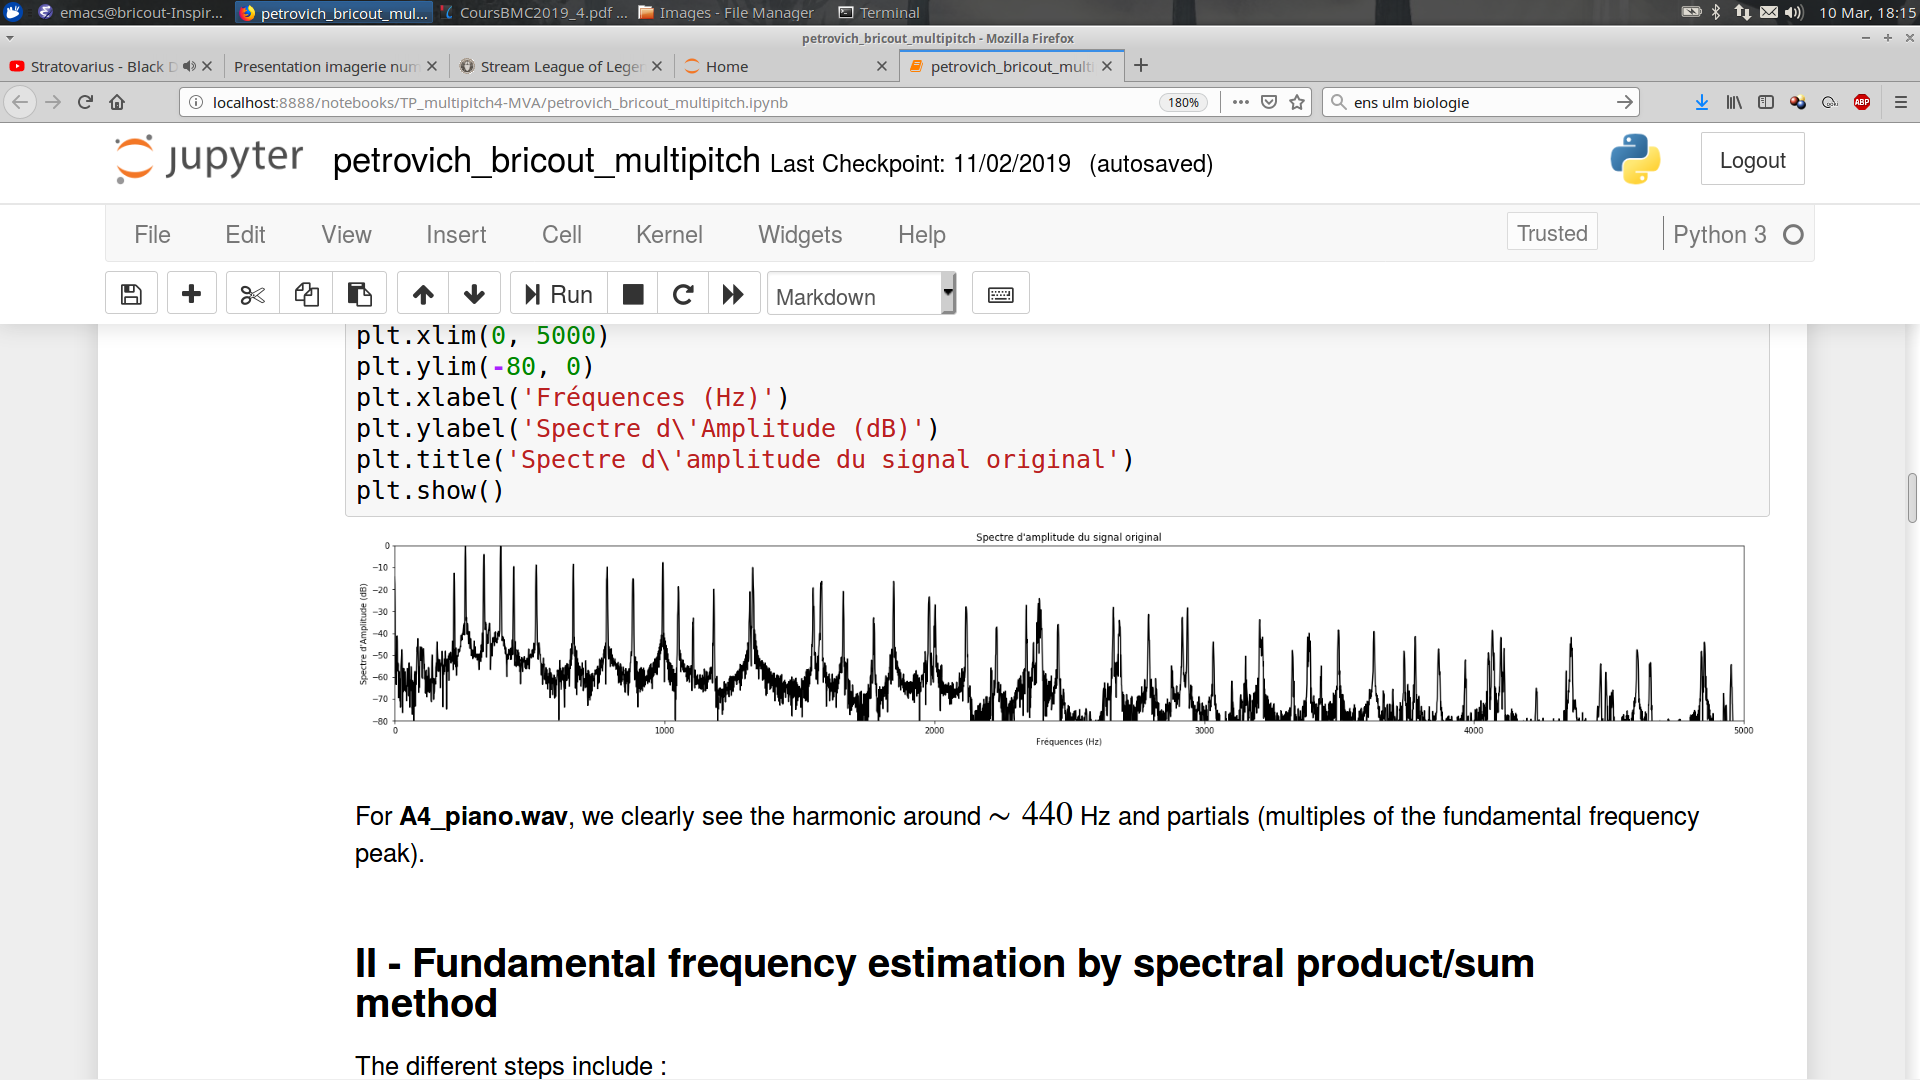 emacs@bricout-Inspir... petrovich_bricout_mul... CoursBMC2019_4.pdf ... Images - File Manager Terminal 10 Mar, 18:15
petrovich_bricout_multipitch - Mozilla Firefox
Stratovarius - Black D Presentation imagerie num Stream League of Legen Home petrovich_bricout_multi
localhost:8888/notebooks/TP_multipitch4-MVA/petrovich_bricout_multipitch.ipynb 180% ens ulm biologie ABP
jupyter petrovich_bricout_multipitch Last Checkpoint: 11/02/2019 (autosaved) Logout
File Edit View Insert Cell Kernel Widgets Help Trusted Python 3
Run Markdown
plt.xlim(0, 5000)
plt.ylim(-80, 0)
plt.xlabel('Fréquences (Hz)')
plt.ylabel('Spectre d\'Amplitude (dB)')
plt.title('Spectre d\'amplitude du signal original')
plt.show()
Spectre d'amplitude du signal original
Spectre d'Amplitude (dB)
0
−10
−20
−30
−40
−50
−60
−70
−80
0 1000 2000 3000 4000 5000
Fréquences (Hz)
For A4_piano.wav, we clearly see the harmonic around ∼ 440 Hz and partials (multiples of the fundamental frequency
peak).
II - Fundamental frequency estimation by spectral product/sum
method
The different steps include :